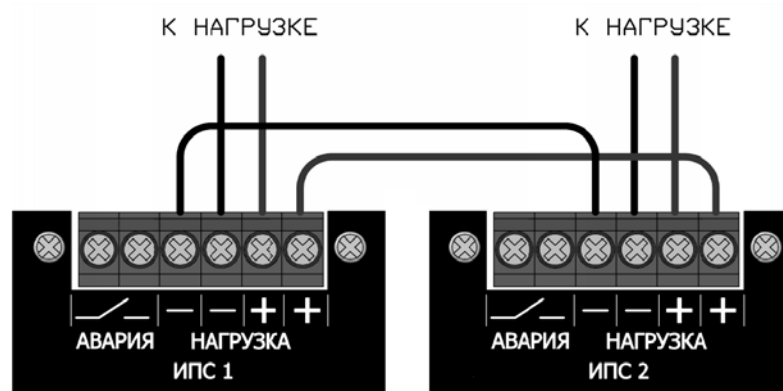 К НАГРУЗКЕ
К НАГРУЗКЕ
— — + +
— — + +
АВАРИЯ НАГРУЗКА
АВАРИЯ НАГРУЗКА
ИПС 1
ИПС 2